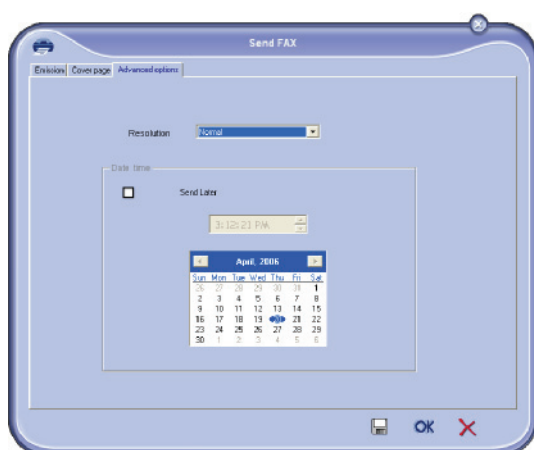 Send FAX
Emission Cover page Advanced options
Resolution Normal
Date time
Send Later
3:12:21 PM
April, 2006
Sun Mon Tue Wed Thu Fri Sat
26 27 28 29 30 31 1
2 3 4 5 6 7 8
9 10 11 12 13 14 15
16 17 18 19 20 21 22
23 24 25 26 27 28 29
30 1 2 3 4 5 6
OK